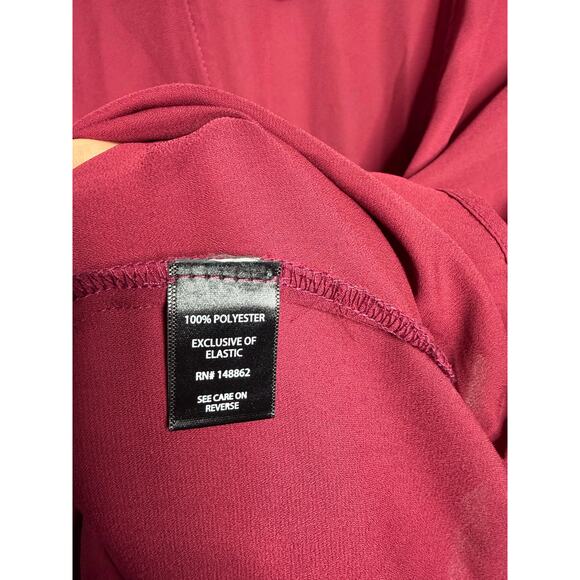 100% POLYESTER
EXCLUSIVE OF
ELASTIC
RN# 148862
SEE CARE ON
REVERSE